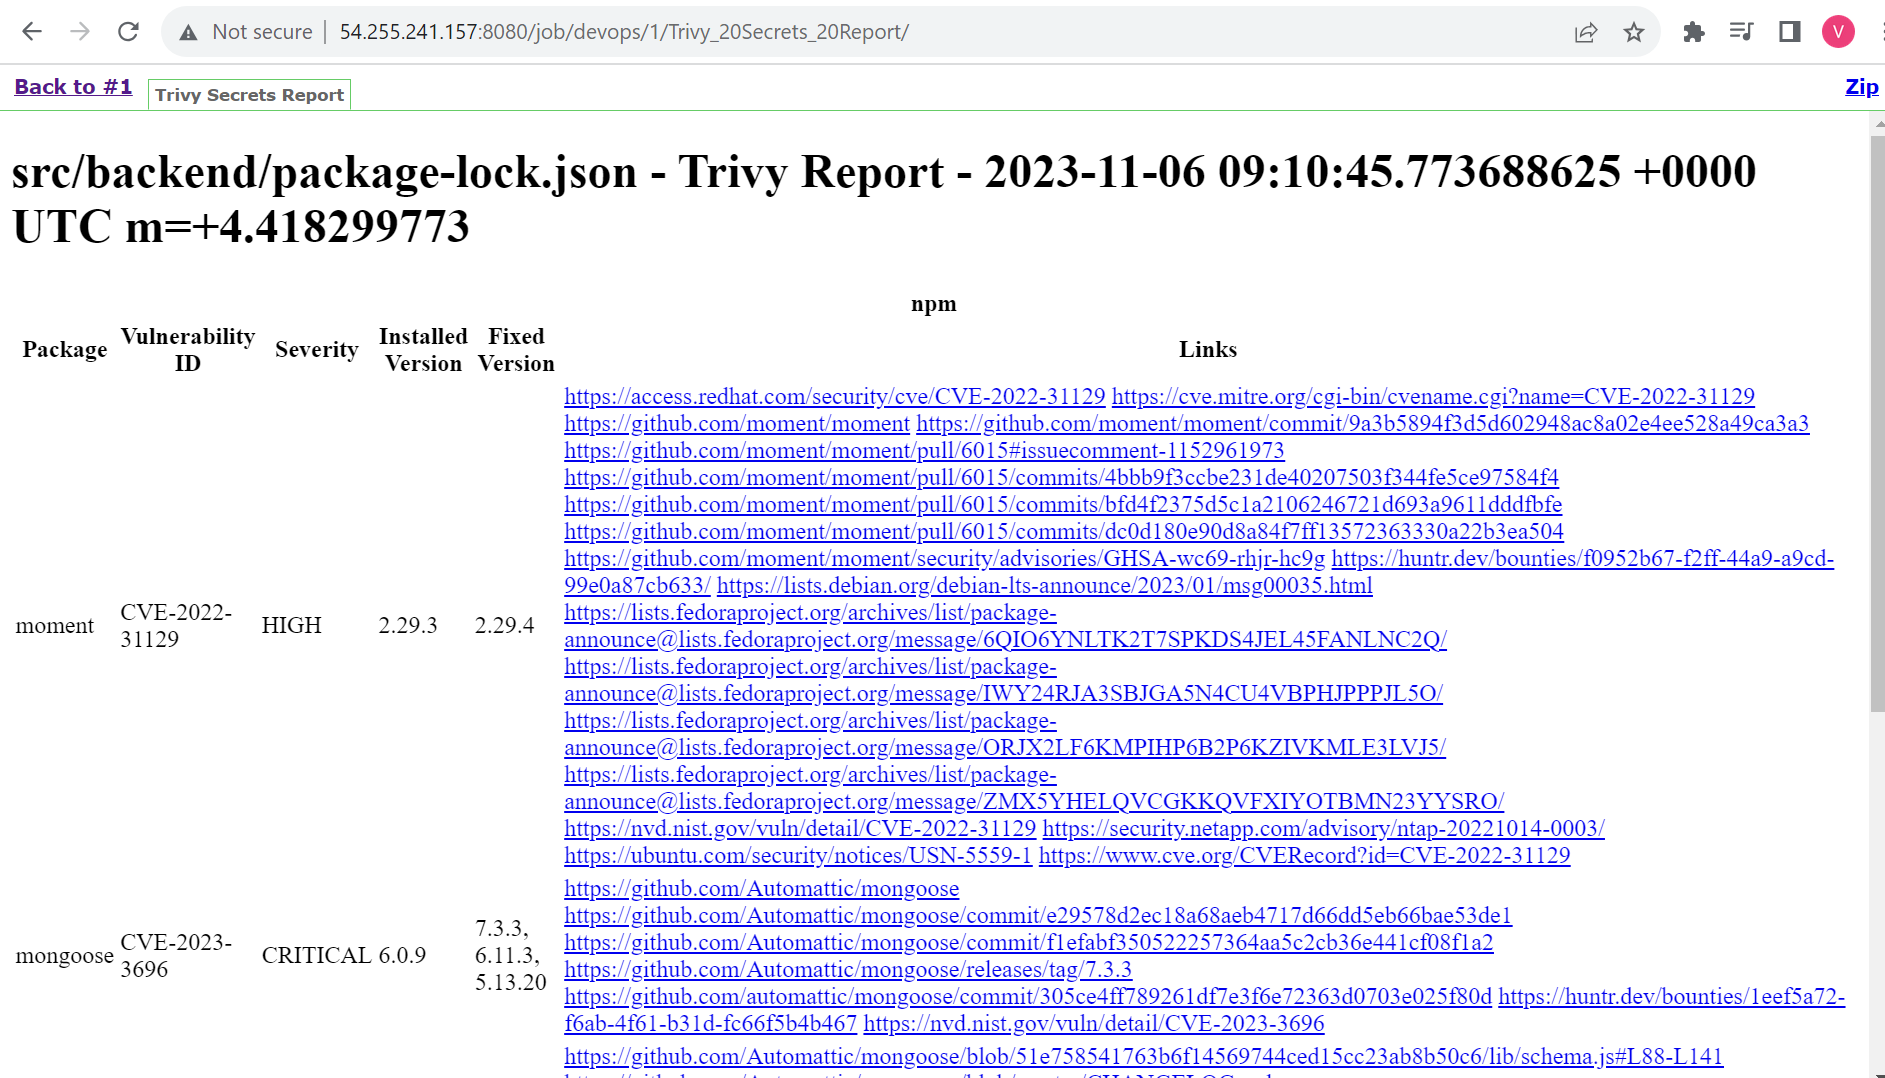 Not secure | 54.255.241.157:8080/job/devops/1/Trivy_20Secrets_20Report/
V
Back to #1
Trivy Secrets Report
Zip
src/backend/package-lock.json - Trivy Report - 2023-11-06 09:10:45.773688625 +0000
UTC m=+4.418299773
npm
Package
Vulnerability
ID
Severity
Installed
Version
Fixed
Version
Links
moment
CVE-2022-
31129
HIGH
2.29.3
2.29.4
https://access.redhat.com/security/cve/CVE-2022-31129 https://cve.mitre.org/cgi-bin/cvename.cgi?name=CVE-2022-31129
https://github.com/moment/moment https://github.com/moment/moment/commit/9a3b5894f3d5d602948ac8a02e4ee528a49ca3a3
https://github.com/moment/moment/pull/6015#issuecomment-1152961973
https://github.com/moment/moment/pull/6015/commits/4bbb9f3ccbe231de40207503f344fe5ce97584f4
https://github.com/moment/moment/pull/6015/commits/bfd4f2375d5c1a2106246721d693a9611dddfbfe
https://github.com/moment/moment/pull/6015/commits/dc0d180e90d8a84f7ff13572363330a22b3ea504
https://github.com/moment/moment/security/advisories/GHSA-wc69-rhjr-hc9g https://huntr.dev/bounties/f0952b67-f2ff-44a9-a9cd-
99e0a87cb633/ https://lists.debian.org/debian-lts-announce/2023/01/msg00035.html
https://lists.fedoraproject.org/archives/list/package-
announce@lists.fedoraproject.org/message/6QIO6YNLTK2T7SPKDS4JEL45FANLNC2Q/
https://lists.fedoraproject.org/archives/list/package-
announce@lists.fedoraproject.org/message/IWY24RJA3SBJGA5N4CU4VBPHJPPPJL5O/
https://lists.fedoraproject.org/archives/list/package-
announce@lists.fedoraproject.org/message/ORJX2LF6KMPIHP6B2P6KZIVKMLE3LVJ5/
https://lists.fedoraproject.org/archives/list/package-
announce@lists.fedoraproject.org/message/ZMX5YHELQVCGKKQVFXIYOTBMN23YYSRO/
https://nvd.nist.gov/vuln/detail/CVE-2022-31129 https://security.netapp.com/advisory/ntap-20221014-0003/
https://ubuntu.com/security/notices/USN-5559-1 https://www.cve.org/CVERecord?id=CVE-2022-31129
mongoose
CVE-2023-
3696
CRITICAL
6.0.9
7.3.3,
6.11.3,
5.13.20
https://github.com/Automattic/mongoose
https://github.com/Automattic/mongoose/commit/e29578d2ec18a68aeb4717d66dd5eb66bae53de1
https://github.com/Automattic/mongoose/commit/f1efabf350522257364aa5c2cb36e441cf08f1a2
https://github.com/Automattic/mongoose/releases/tag/7.3.3
https://github.com/automattic/mongoose/commit/305ce4ff789261df7e3f6e72363d0703e025f80d https://huntr.dev/bounties/1eef5a72-
f6ab-4f61-b31d-fc66f5b4b467 https://nvd.nist.gov/vuln/detail/CVE-2023-3696
https://github.com/Automattic/mongoose/blob/51e758541763b6f14569744ced15cc23ab8b50c6/lib/schema.js#L88-L141